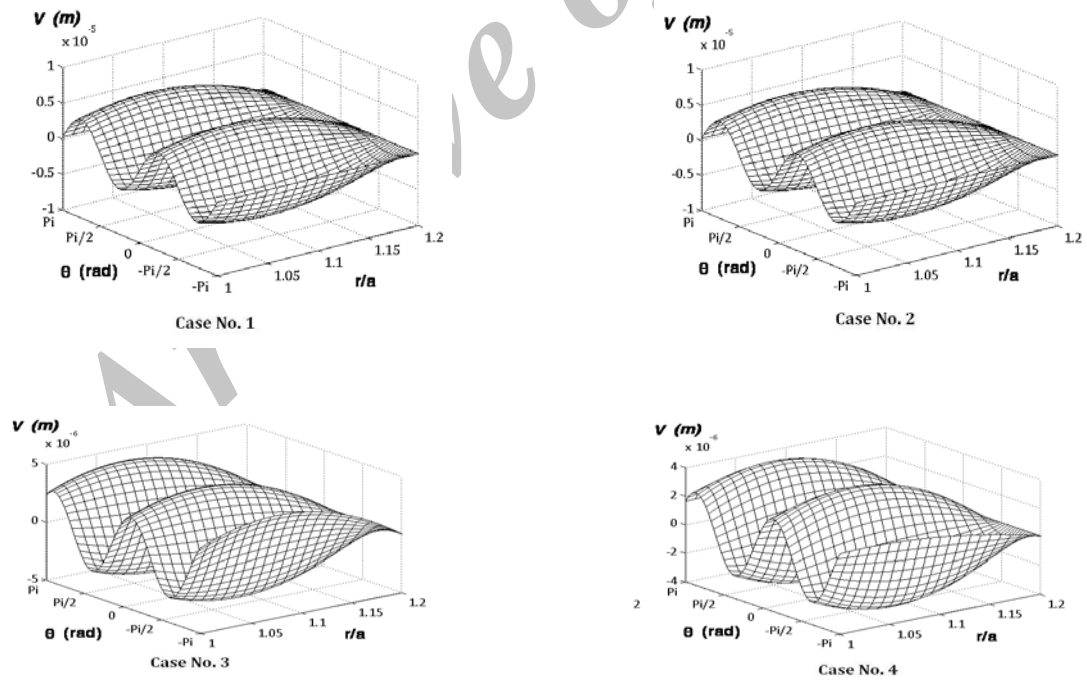 V (m)
x 10 -5
1
0.5
0
-0.5
-1
Pi
Pi/2
0
-Pi/2
-Pi
θ (rad)
1
1.05
1.1
1.15
1.2
r/a
Case No. 1
V (m)
x 10 -5
1
0.5
0
-0.5
-1
Pi
Pi/2
0
-Pi/2
-Pi
θ (rad)
1
1.05
1.1
1.15
1.2
r/a
Case No. 2
V (m)
x 10 -6
5
0
-5
Pi
Pi/2
0
-Pi/2
-Pi
θ (rad)
1
1.05
1.1
1.15
1.2
r/a
Case No. 3
V (m)
x 10 -6
4
2
0
-2
-4
2
Pi
Pi/2
0
-Pi/2
-Pi
θ (rad)
1
1.05
1.1
1.15
1.2
r/a
Case No. 4